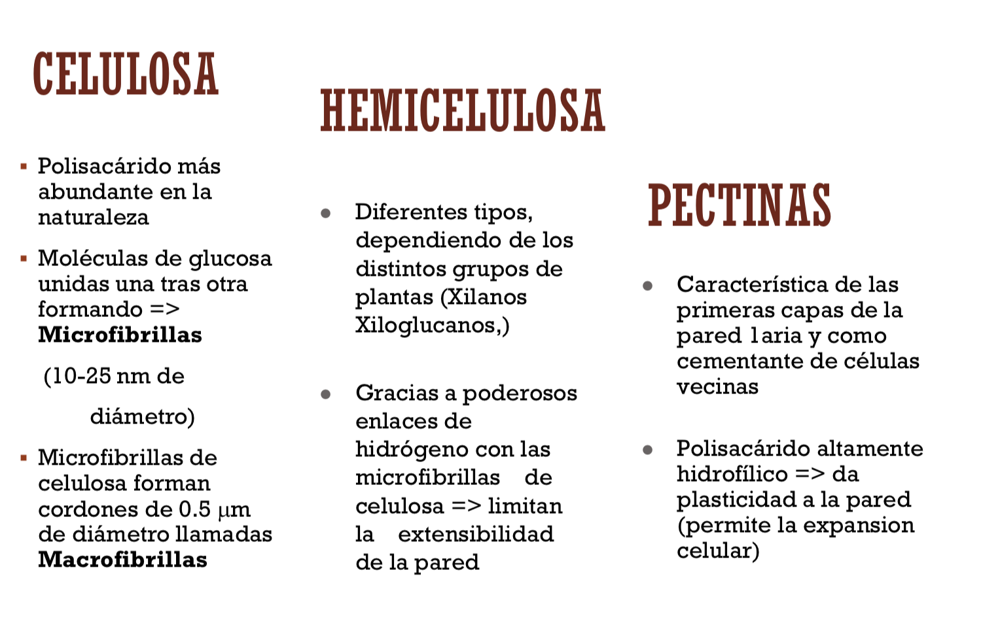 CELULOSA
▪ Polisacárido más
abundante en la
naturaleza
▪ Moléculas de glucosa
unidas una tras otra
formando =>
Microfibrillas
(10-25 nm de
diámetro)
▪ Microfibrillas de
celulosa forman
cordones de 0.5 μm
de diámetro llamadas
Macrofibrillas
HEMICELULOSA
● Diferentes tipos,
dependiendo de los
distintos grupos de
plantas (Xilanos
Xiloglucanos,)
● Gracias a poderosos
enlaces de
hidrógeno con las
microfibrillas de
celulosa => limitan
la extensibilidad
de la pared
PECTINAS
● Característica de las
primeras capas de la
pared 1aria y como
cementante de células
vecinas
● Polisacárido altamente
hidrofílico => da
plasticidad a la pared
(permite la expansion
celular)